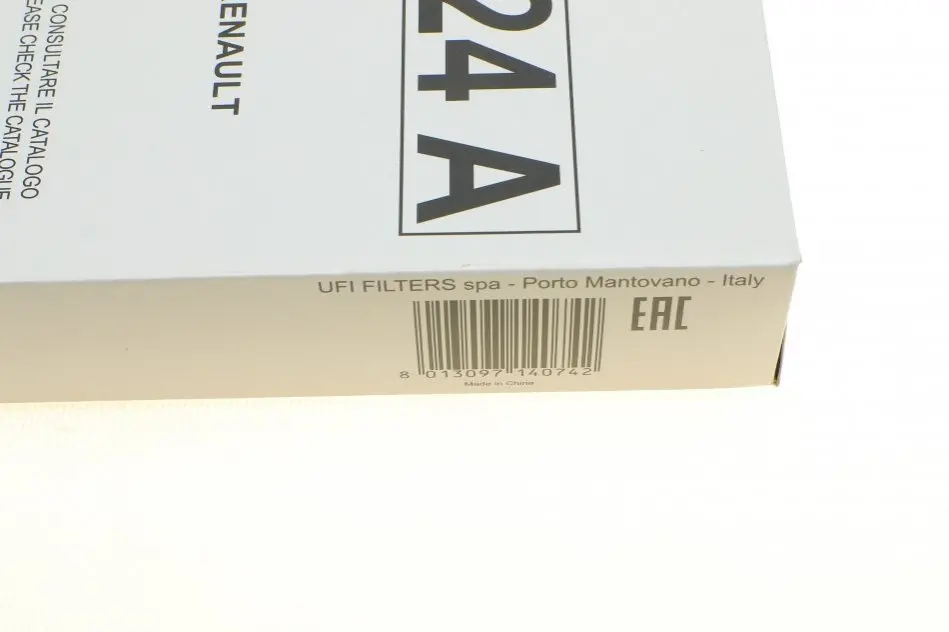 24 A
ENAULT
CONSULTARE IL CATALOGO
EASE CHECK THE CATALOGUE
UFI FILTERS spa - Porto Mantovano - Italy
EAC
8 013097 140742
Made in China